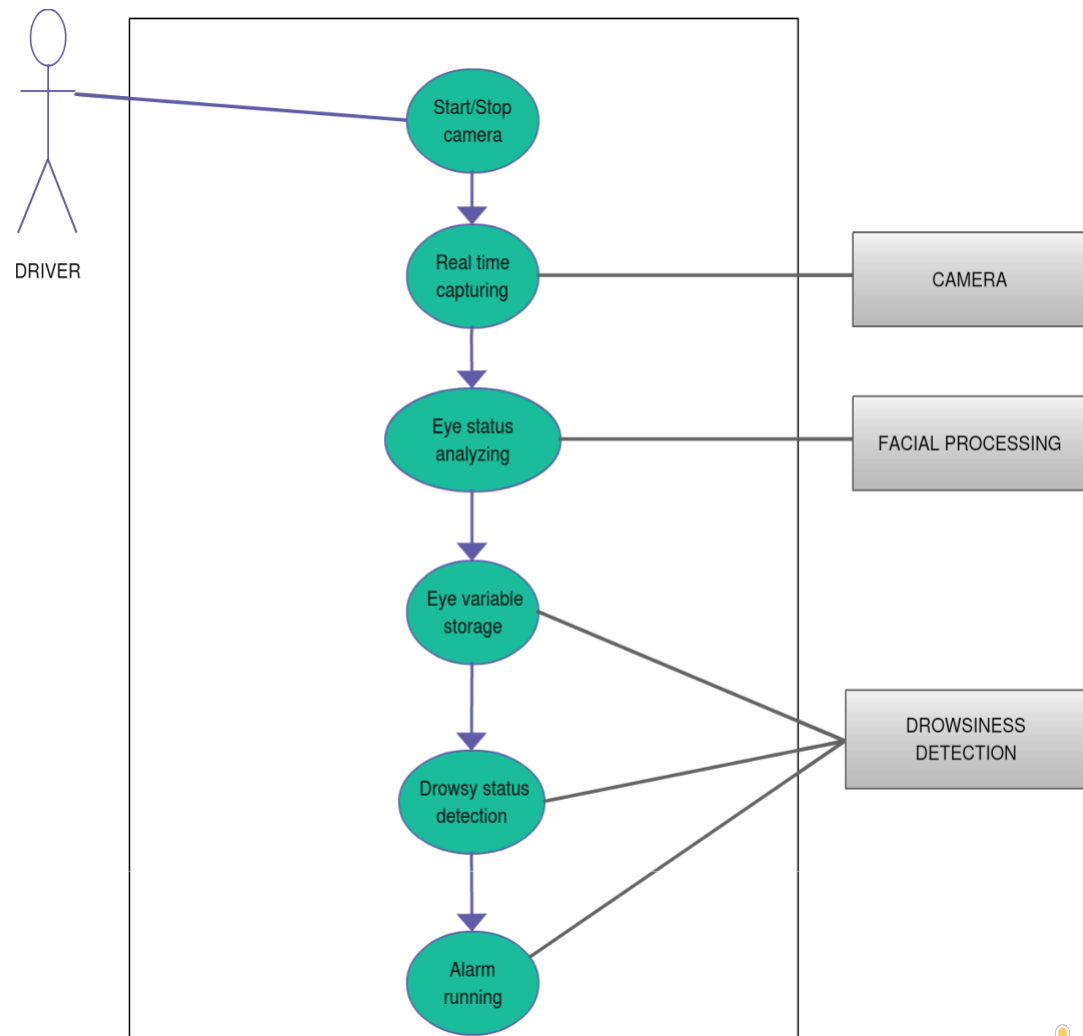 Start/Stop
camera
DRIVER
Real time
capturing
CAMERA
Eye status
analyzing
FACIAL PROCESSING
Eye variable
storage
DROWSINESS
DETECTION
Drowsy status
detection
Alarm
running